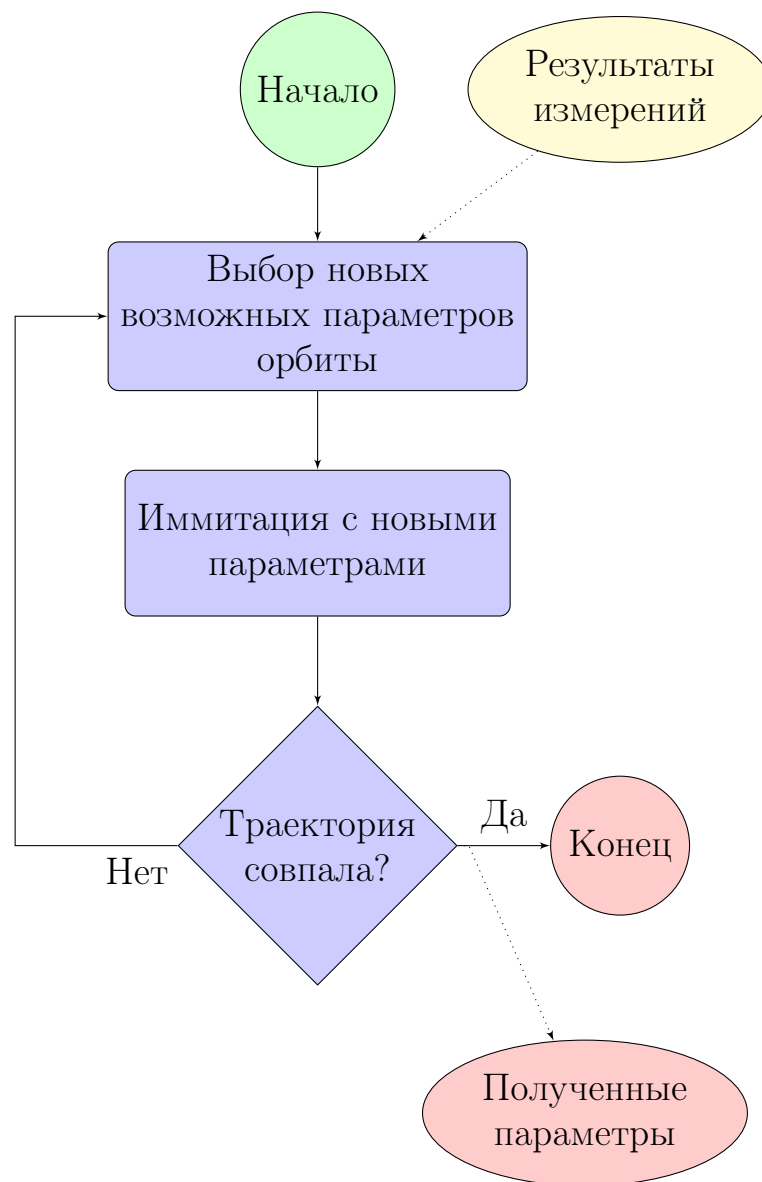 Начало
Результаты
измерений
Выбор новых
возможных параметров
орбиты
Иммитация с новыми
параметрами
Траектория
совпала?
Да
Нет
Конец
Полученные
параметры